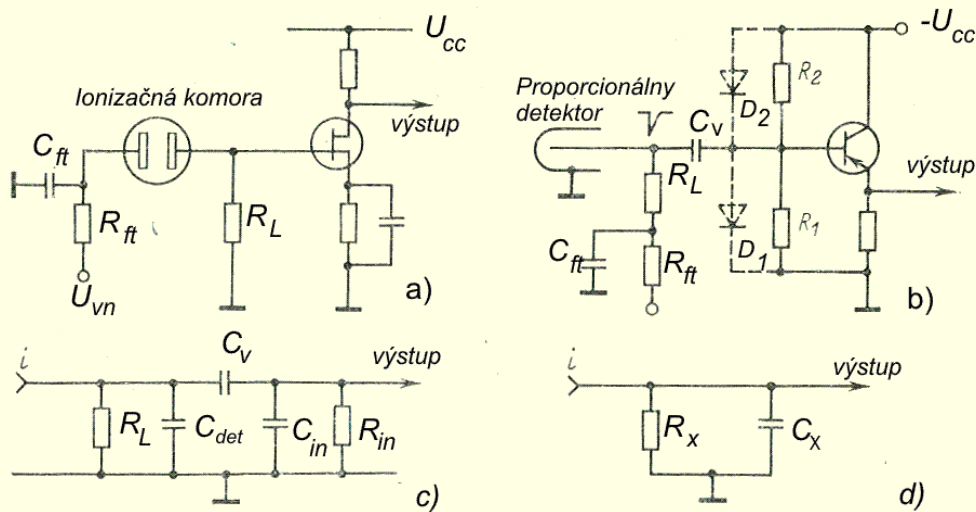 a)
U_cc
Ionizačná komora
výstup
C_ft
R_ft
R_L
U_vn
b)
-U_cc
Proporcionálny
detektor
C_v
D_2
R_2
R_L
výstup
C_ft
R_ft
D_1
R_1
b)
a)
i
C_v
výstup
R_L
C_det
C_in
R_in
c)
i
výstup
R_x
C_x
d)